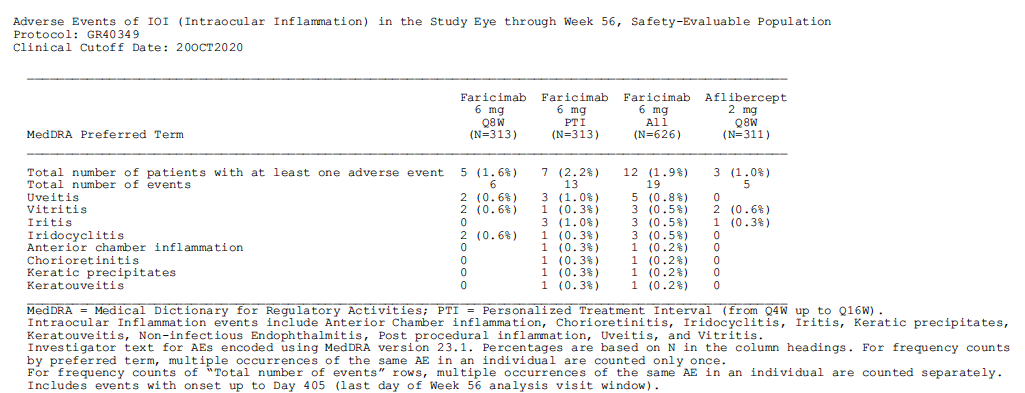 Adverse Events of IOI (Intraocular Inflammation) in the Study Eye through Week 56, Safety-Evaluable Population
Protocol: GR40349
Clinical Cutoff Date: 20OCT2020
Faricimab Faricimab Faricimab Aflibercept
6 mg 6 mg 6 mg 2 mg
Q8W PTI All Q8W
MedDRA Preferred Term (N=313) (N=313) (N=626) (N=311)
Total number of patients with at least one adverse event 5 (1.6%) 7 (2.2%) 12 (1.9%) 3 (1.0%)
Total number of events 6 13 19 5
Uveitis 2 (0.6%) 3 (1.0%) 5 (0.8%) 0
Vitritis 2 (0.6%) 1 (0.3%) 3 (0.5%) 2 (0.6%)
Iritis 0 3 (1.0%) 3 (0.5%) 1 (0.3%)
Iridocyclitis 2 (0.6%) 1 (0.3%) 3 (0.5%) 0
Anterior chamber inflammation 0 1 (0.3%) 1 (0.2%) 0
Chorioretinitis 0 1 (0.3%) 1 (0.2%) 0
Keratic precipitates 0 1 (0.3%) 1 (0.2%) 0
Keratouveitis 0 1 (0.3%) 1 (0.2%) 0
MedDRA = Medical Dictionary for Regulatory Activities; PTI = Personalized Treatment Interval (from Q4W up to Q16W).
Intraocular Inflammation events include Anterior Chamber inflammation, Chorioretinitis, Iridocyclitis, Iritis, Keratic precipitates,
Keratouveitis, Non-infectious Endophthalmitis, Post procedural inflammation, Uveitis, and Vitritis.
Investigator text for AEs encoded using MedDRA version 23.1. Percentages are based on N in the column headings. For frequency counts
by preferred term, multiple occurrences of the same AE in an individual are counted only once.
For frequency counts of “Total number of events” rows, multiple occurrences of the same AE in an individual are counted separately.
Includes events with onset up to Day 405 (last day of Week 56 analysis visit window).